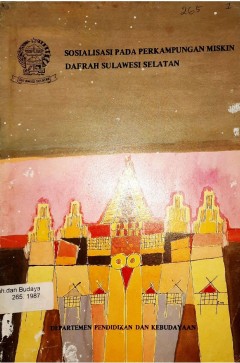 265
SOSIALISASI PADA PERKAMPUNGAN MISKIN
DAERAH SULAWESI SELATAN
ah dan Budaya
265. 1987.
DEPARTEMEN PENDIDIKAN DAN KEBUDAYAAN